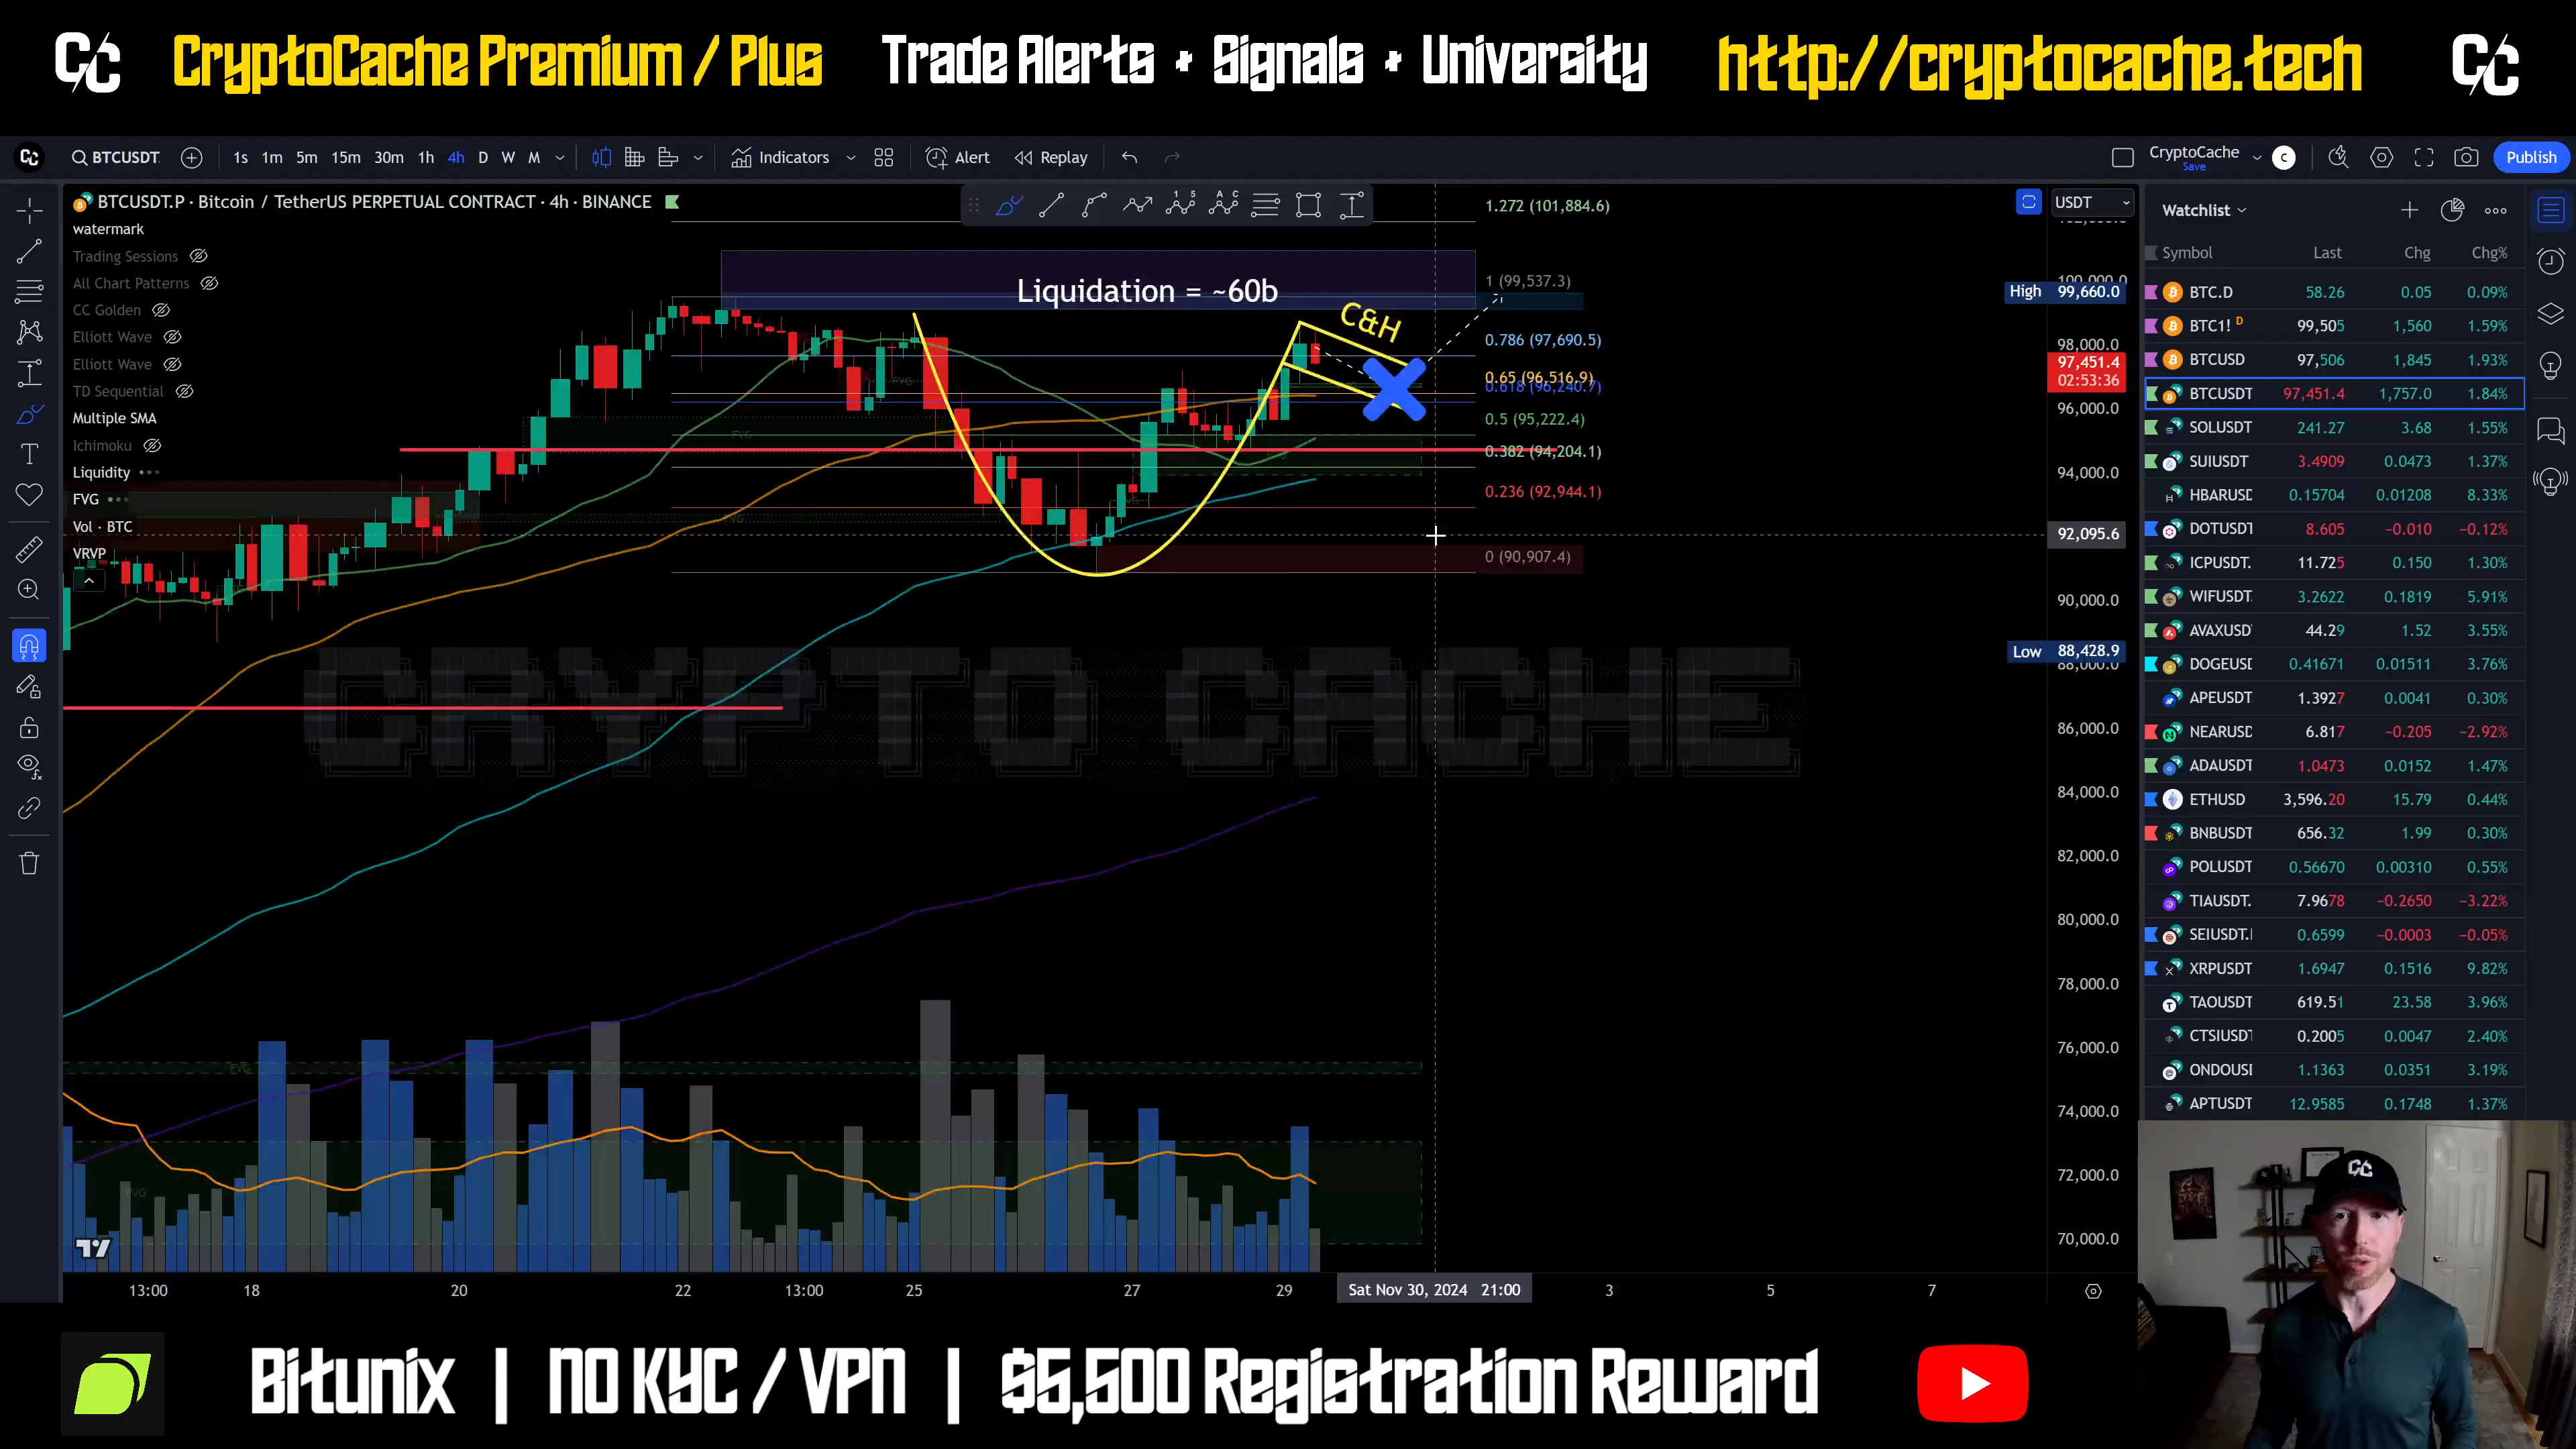 CryptoCache Premium / Plus Trade Alerts + Signals + University http://cryptocache.tech
BTCUSDT. 1s 1m 5m 15m 30m 1h 4h D W M Indicators Alert Replay CryptoCache Save C Publish
BTCUSDT.P · Bitcoin / TetherUS PERPETUAL CONTRACT · 4h · BINANCE
watermark
Trading Sessions
All Chart Patterns
CC Golden
Elliott Wave
Elliott Wave
TD Sequential
Multiple SMA
Ichimoku
Liquidity
FVG
Vol · BTC
VRVP
Liquidation = ~60b
C&H
1.272 (101,884.6)
1 (99,537.3)
0.786 (97,690.5)
0.65 (96,516.9)
0.618 (96,240.7)
0.5 (95,222.4)
0.382 (94,204.1)
0.236 (92,944.1)
0 (90,907.4)
CRYPTO CACHE
USDT
High 99,660.0
98,000.0
97,451.4
02:53:36
96,000.0
94,000.0
92,095.6
90,000.0
Low 88,428.9
88,000.0
86,000.0
84,000.0
82,000.0
80,000.0
78,000.0
76,000.0
74,000.0
72,000.0
70,000.0
13:00 18 20 22 13:00 25 27 29 Sat Nov 30, 2024 21:00 3 5 7
Watchlist
Symbol Last Chg Chg%
BTC.D 58.26 0.05 0.09%
BTC1! D 99,505 1,560 1.59%
BTCUSD 97,506 1,845 1.93%
BTCUSDT 97,451.4 1,757.0 1.84%
SOLUSDT 241.27 3.68 1.55%
SUIUSDT 3.4909 0.0473 1.37%
HBARUSD 0.15704 0.01208 8.33%
DOTUSDT 8.605 −0.010 −0.12%
ICPUSDT. 11.725 0.150 1.30%
WIFUSDT. 3.2622 0.1819 5.91%
AVAXUSD 44.29 1.52 3.55%
DOGEUSD 0.41671 0.01511 3.76%
APEUSDT 1.3927 0.0041 0.30%
NEARUSD 6.817 −0.205 −2.92%
ADAUSDT 1.0473 0.0152 1.47%
ETHUSD 3,596.20 15.79 0.44%
BNBUSDT 656.32 1.99 0.30%
POLUSDT 0.56670 0.00310 0.55%
TIAUSDT. 7.9678 −0.2650 −3.22%
SEIUSDT.I 0.6599 −0.0003 −0.05%
XRPUSDT 1.6947 0.1516 9.82%
TAOUSDT 619.51 23.58 3.96%
CTSIUSDT 0.2005 0.0047 2.40%
ONDOUSI 1.1363 0.0351 3.19%
APTUSDT 12.9585 0.1748 1.37%
Bitunix | NO KYC / VPN | $5,500 Registration Reward